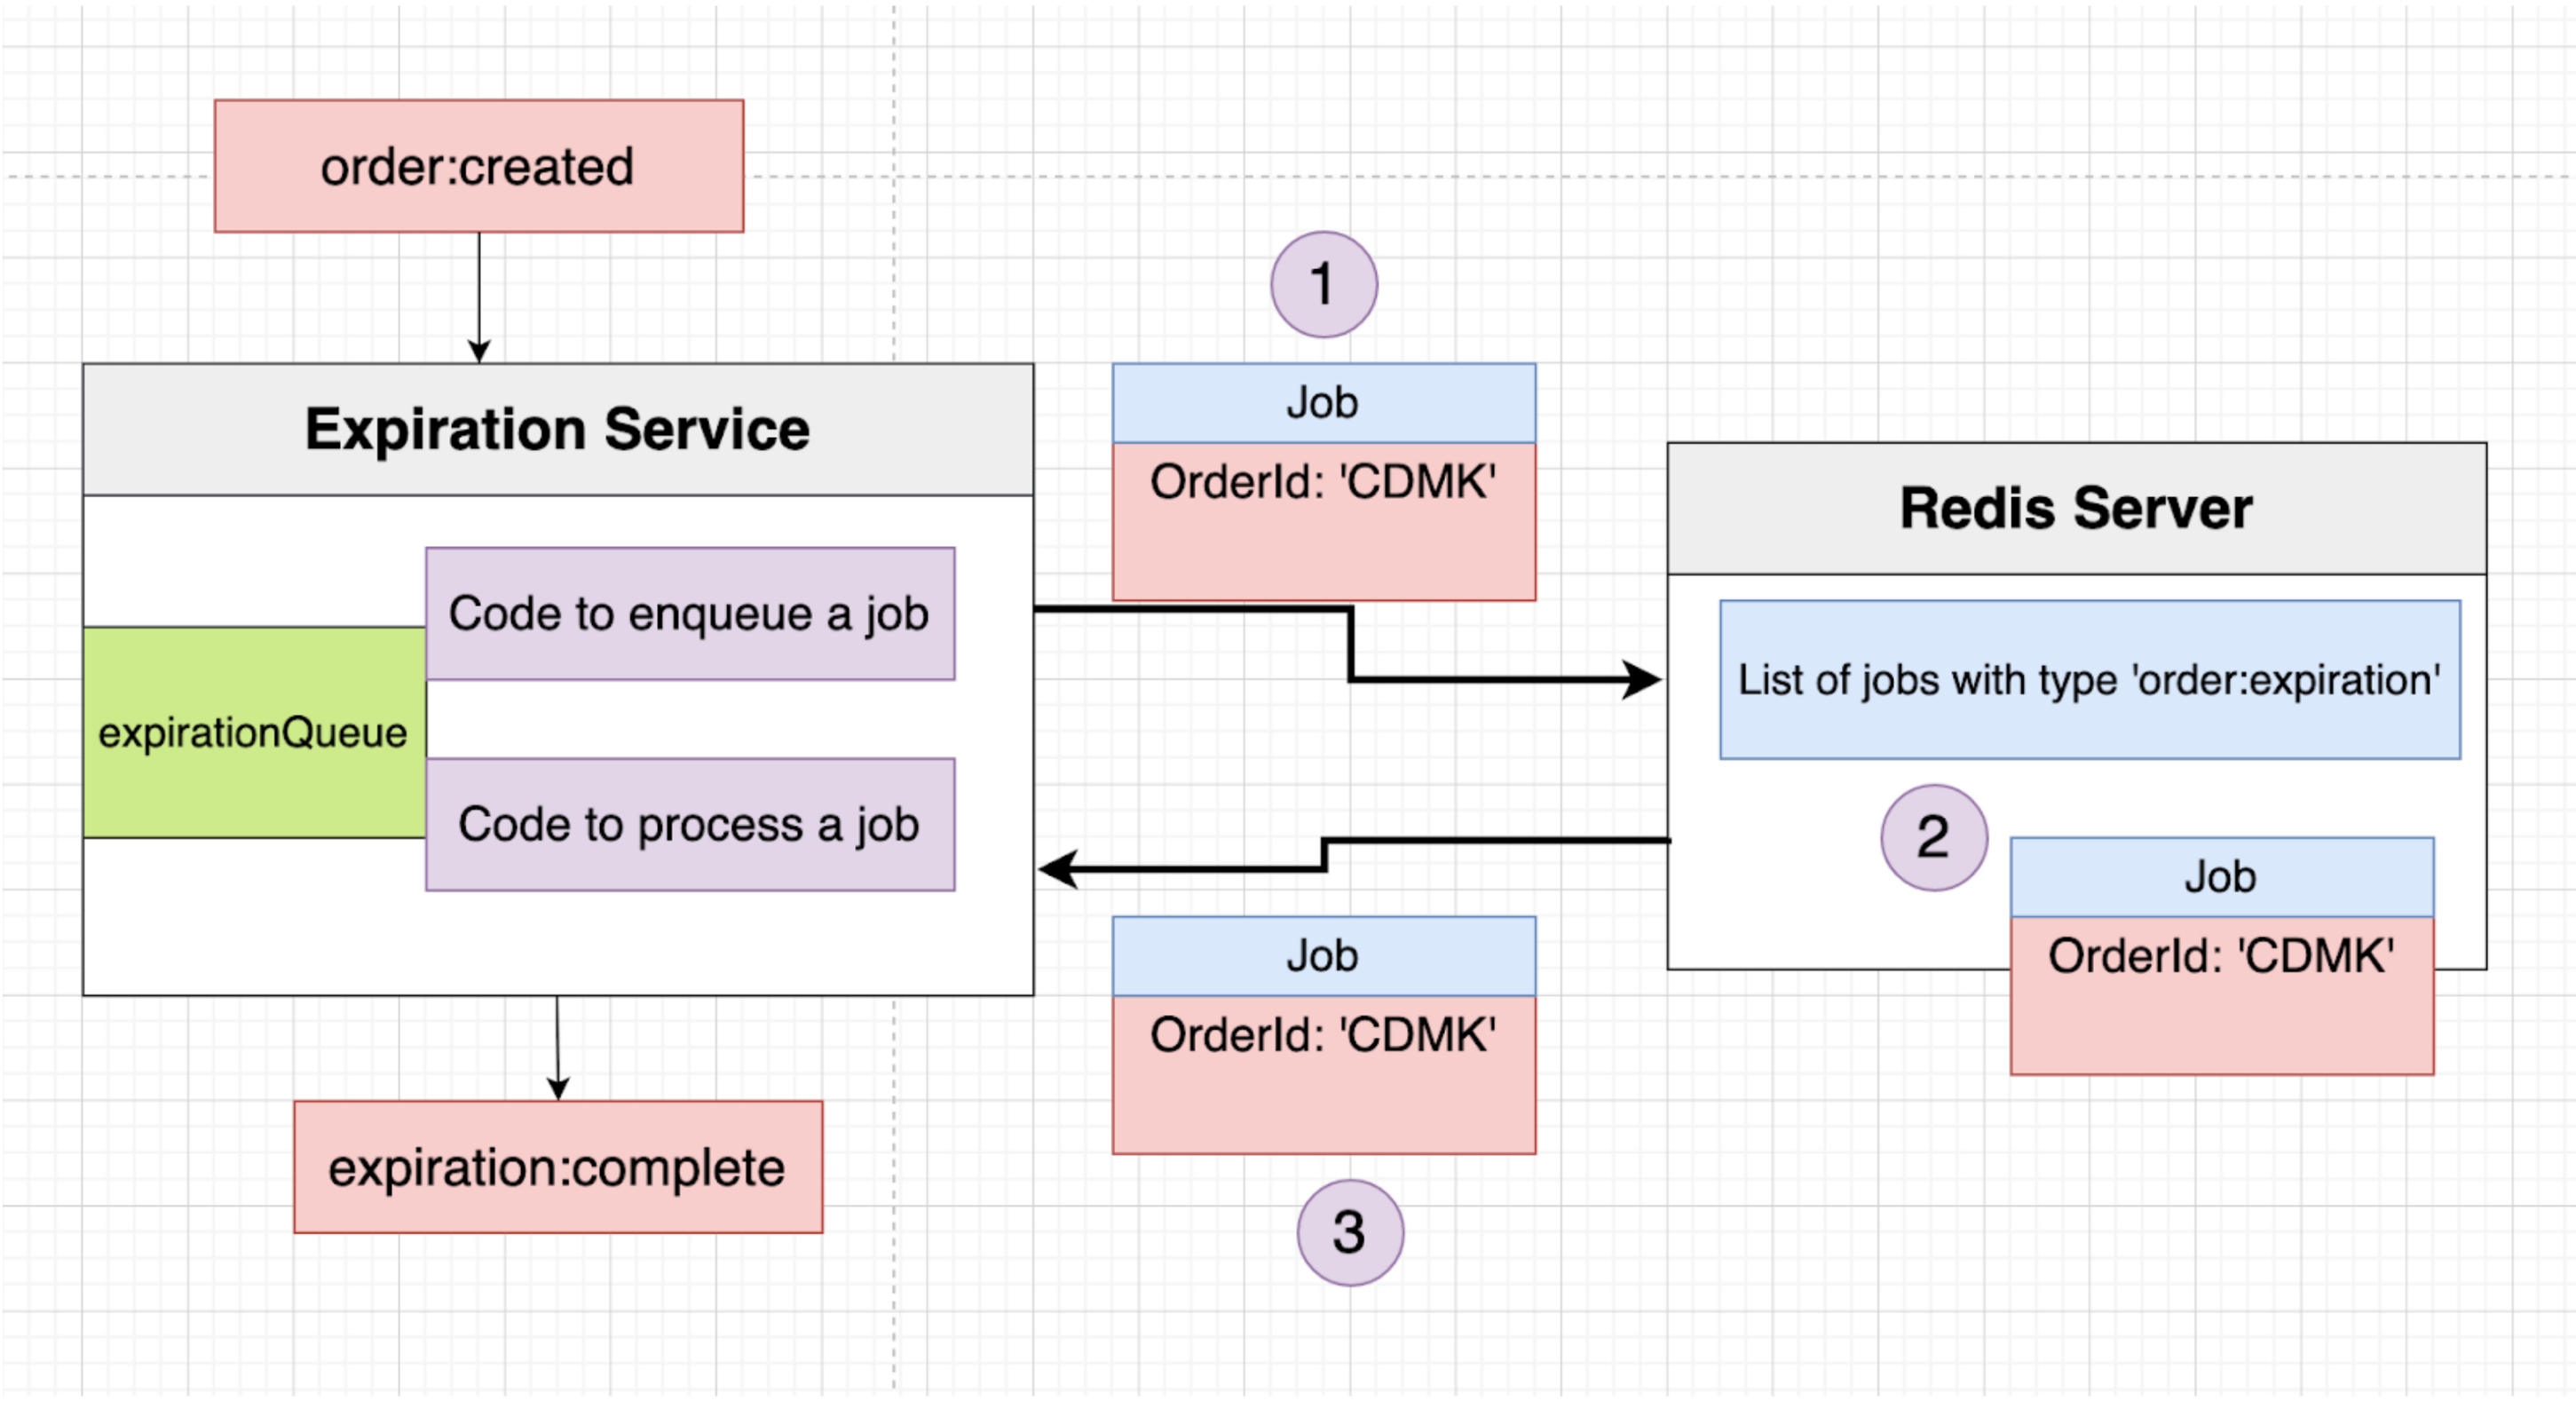 order:created
1
Job
OrderId: 'CDMK'
Expiration Service
Code to enqueue a job
expirationQueue
Code to process a job
Redis Server
List of jobs with type 'order:expiration'
2
Job
OrderId: 'CDMK'
Job
OrderId: 'CDMK'
3
expiration:complete